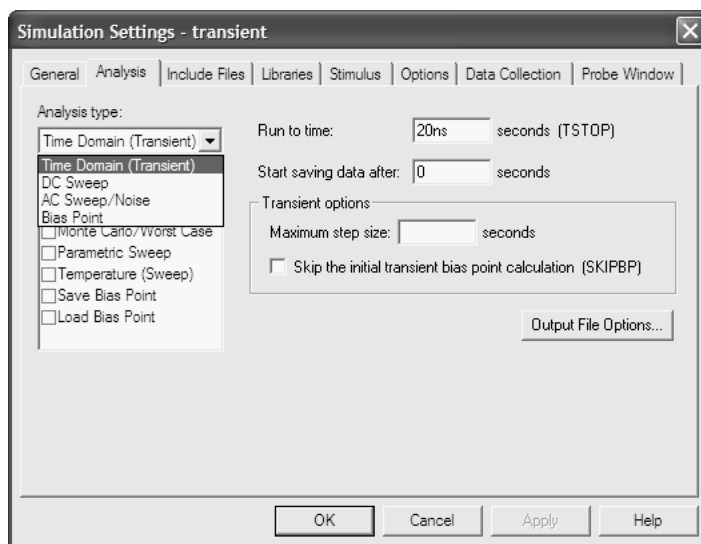 Simulation Settings - transient
General Analysis Include Files Libraries Stimulus Options Data Collection Probe Window
Analysis type:
Time Domain (Transient)
Time Domain (Transient)
DC Sweep
AC Sweep/Noise
Bias Point
Monte Carlo/Worst Case
Parametric Sweep
Temperature (Sweep)
Save Bias Point
Load Bias Point
Run to time: 20ns seconds (TSTOP)
Start saving data after: 0 seconds
Transient options
Maximum step size: seconds
Skip the initial transient bias point calculation (SKIPBP)
Output File Options...
OK Cancel Apply Help